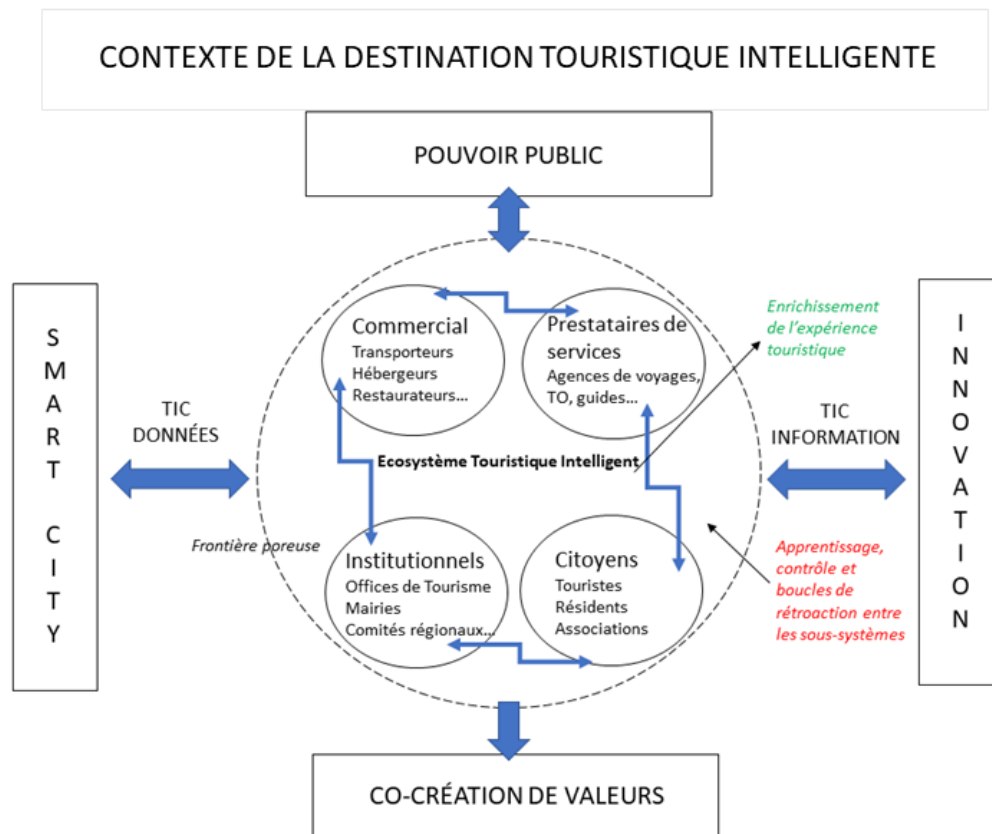 CONTEXTE DE LA DESTINATION TOURISTIQUE INTELLIGENTE
POUVOIR PUBLIC
SMART CITY
TIC
DONNÉES
Commercial
Transporteurs
Hébergeurs
Restaurateurs...
Prestataires de
services
Agences de voyages,
TO, guides...
Enrichissement
de l'expérience
touristique
TIC
INFORMATION
INNOVATION
Ecosystème Touristique Intelligent
Frontière poreuse
Institutionnels
Offices de Tourisme
Mairies
Comités régionaux...
Citoyens
Touristes
Résidents
Associations
Apprentissage,
contrôle et
boucles de
rétroaction entre
les sous-systèmes
CO-CRÉATION DE VALEURS